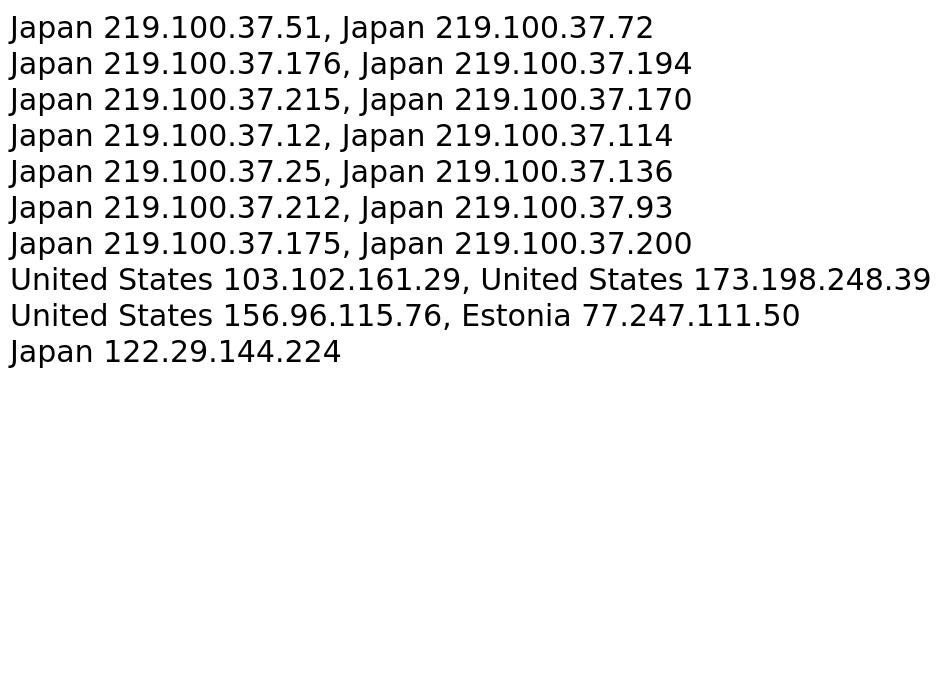 Japan 219.100.37.51, Japan 219.100.37.72
Japan 219.100.37.176, Japan 219.100.37.194
Japan 219.100.37.215, Japan 219.100.37.170
Japan 219.100.37.12, Japan 219.100.37.114
Japan 219.100.37.25, Japan 219.100.37.136
Japan 219.100.37.212, Japan 219.100.37.93
Japan 219.100.37.175, Japan 219.100.37.200
United States 103.102.161.29, United States 173.198.248.39
United States 156.96.115.76, Estonia 77.247.111.50
Japan 122.29.144.224